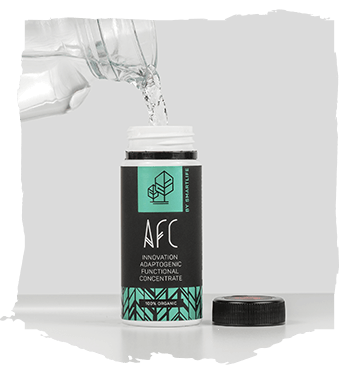 BY SMARTLIFE
AFC
INNOVATION
ADAPTOGENIC
FUNCTIONAL
CONCENTRATE
100% ORGANIC